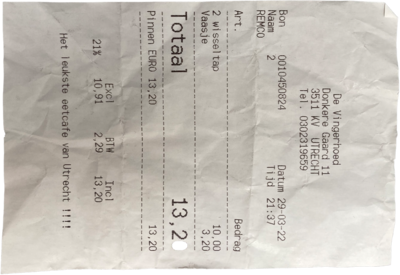 De Vingerhoed
Donkere Gaard 11
3511 KV UTRECHT
Tel. 0302319659
Bon 0010450824 Datum 29-03-22
Naam 2 Tijd 21:37
REMCO
Art. Bedrag
2 wisseltap 10.00
Vaasje 3.20
Totaal 13,20
Pinnen EURO 13,20 13,20
Excl BTW Incl
21% 10,91 2,29 13,20
Het leukste eetcafe van Utrecht !!!!